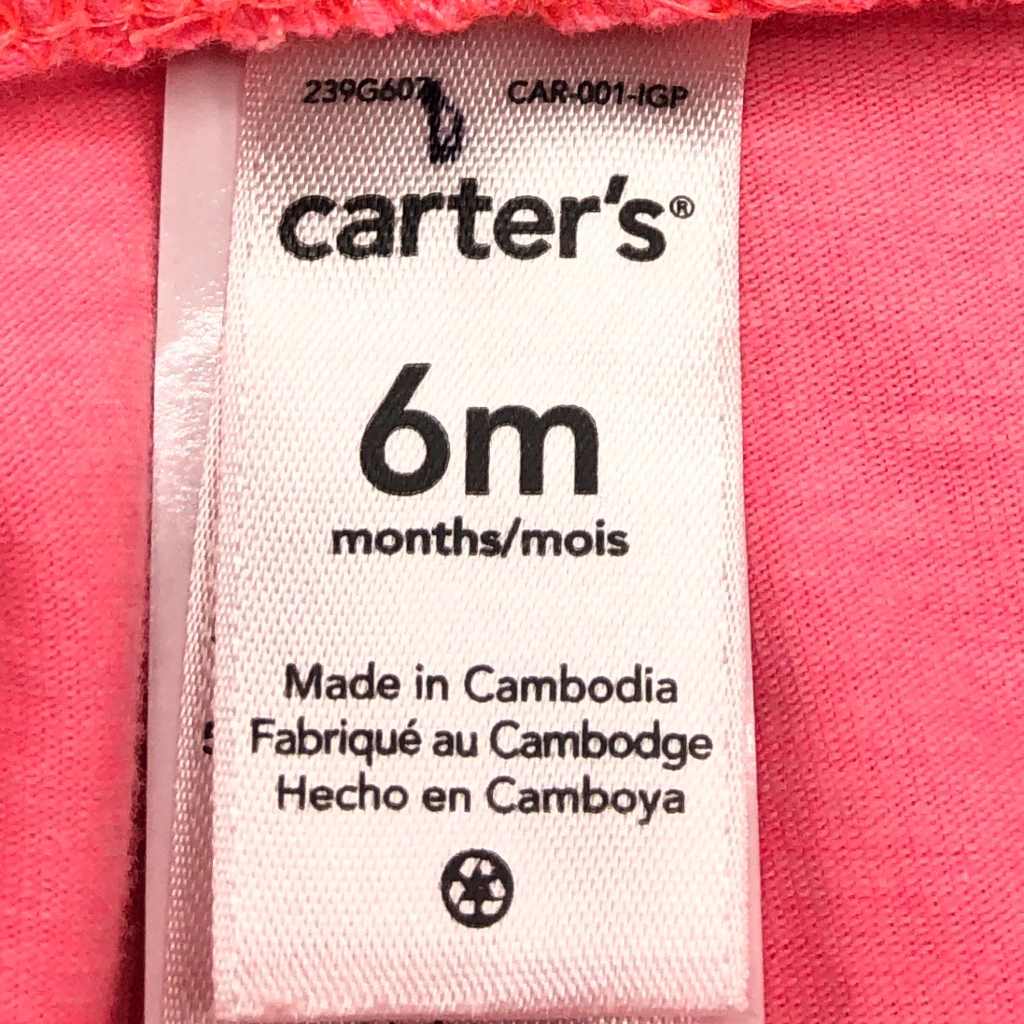 239G607 CAR-001-IGP
carter's®
6m
months/mois
Made in Cambodia
Fabriqué au Cambodge
Hecho en Camboya